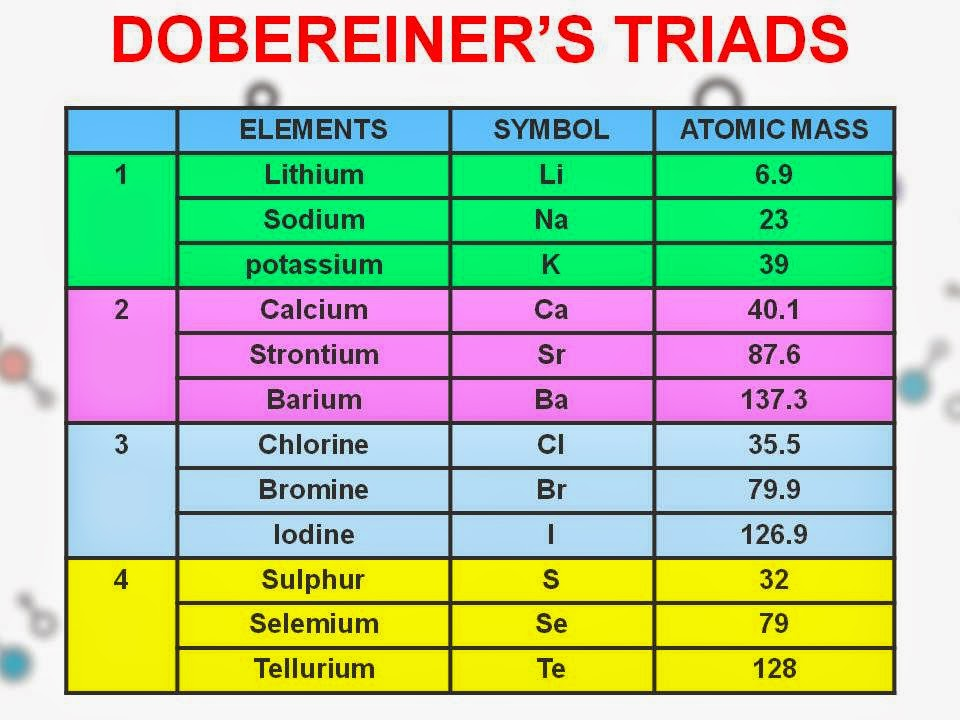 DOBEREINER’S TRIADS
ELEMENTS SYMBOL ATOMIC MASS
1 Lithium Li 6.9
Sodium Na 23
potassium K 39
2 Calcium Ca 40.1
Strontium Sr 87.6
Barium Ba 137.3
3 Chlorine Cl 35.5
Bromine Br 79.9
Iodine I 126.9
4 Sulphur S 32
Selemium Se 79
Tellurium Te 128